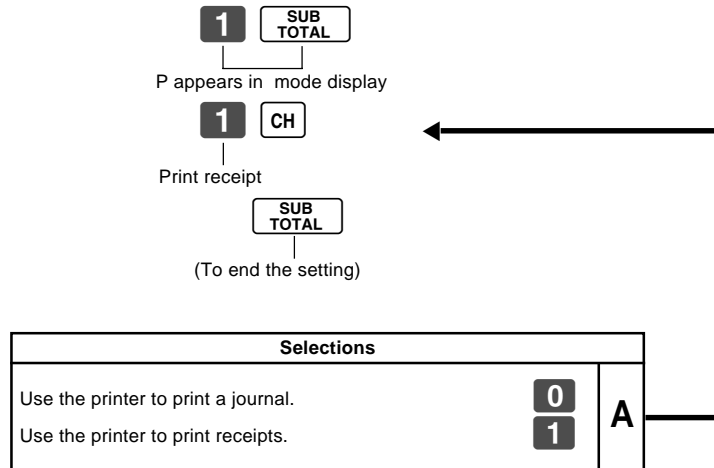 1 SUB TOTAL
P appears in mode display
1 CH
Print receipt
SUB TOTAL
(To end the setting)
Selections
Use the printer to print a journal. 0
Use the printer to print receipts. 1
A